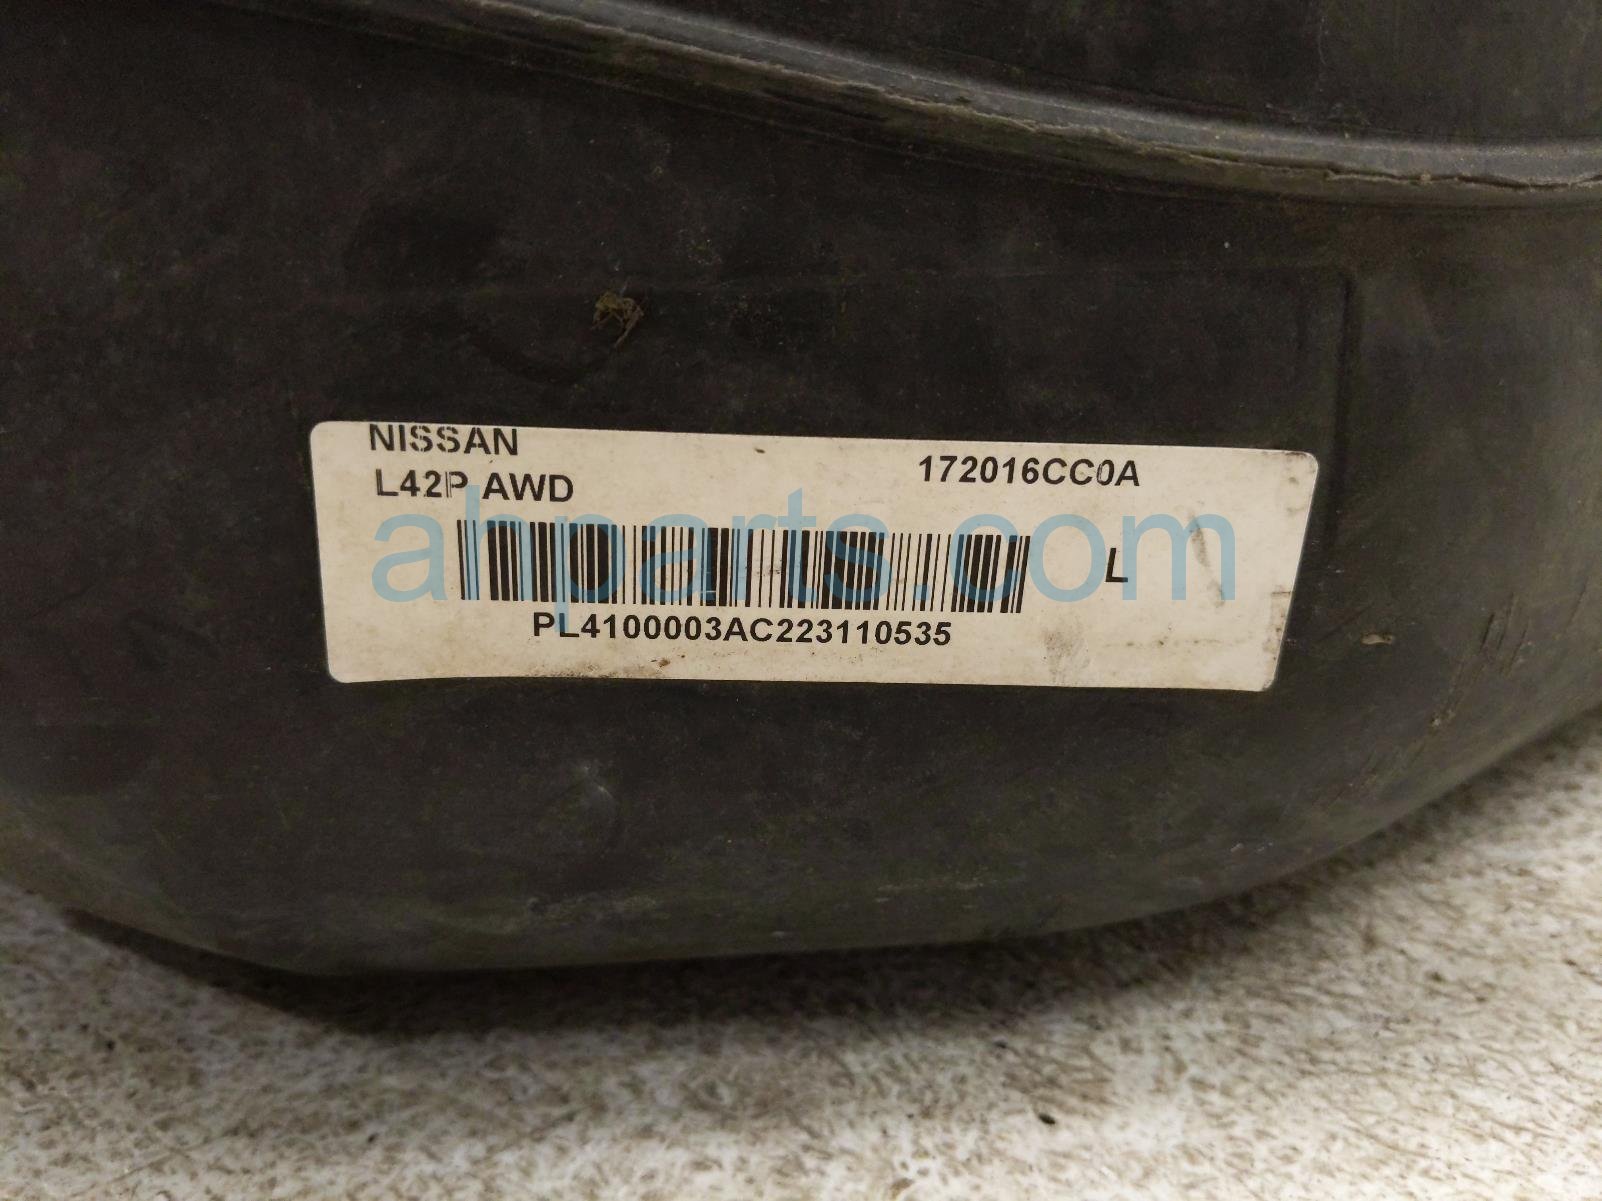 NISSAN
L42P AWD
172016CC0A
L
PL4100003AC223110535
ahparts.com